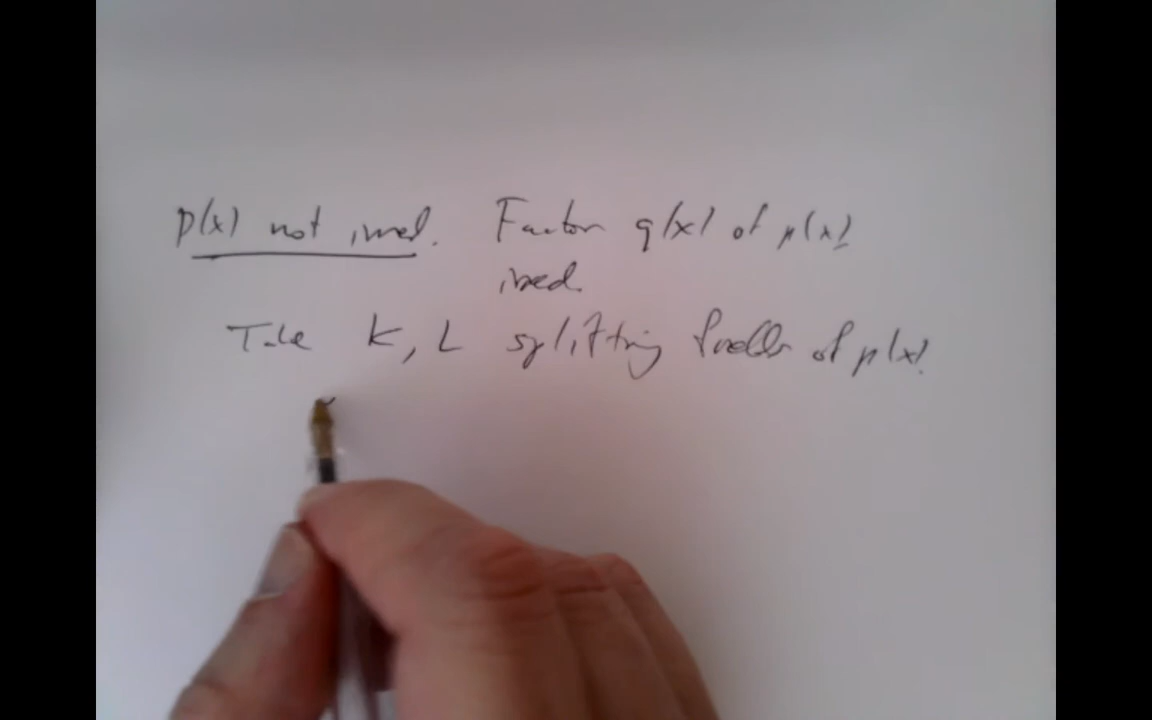 p(x) not irred. Factor q(x) of p(x)
irred.
Take K, L splitting fields of p(x)